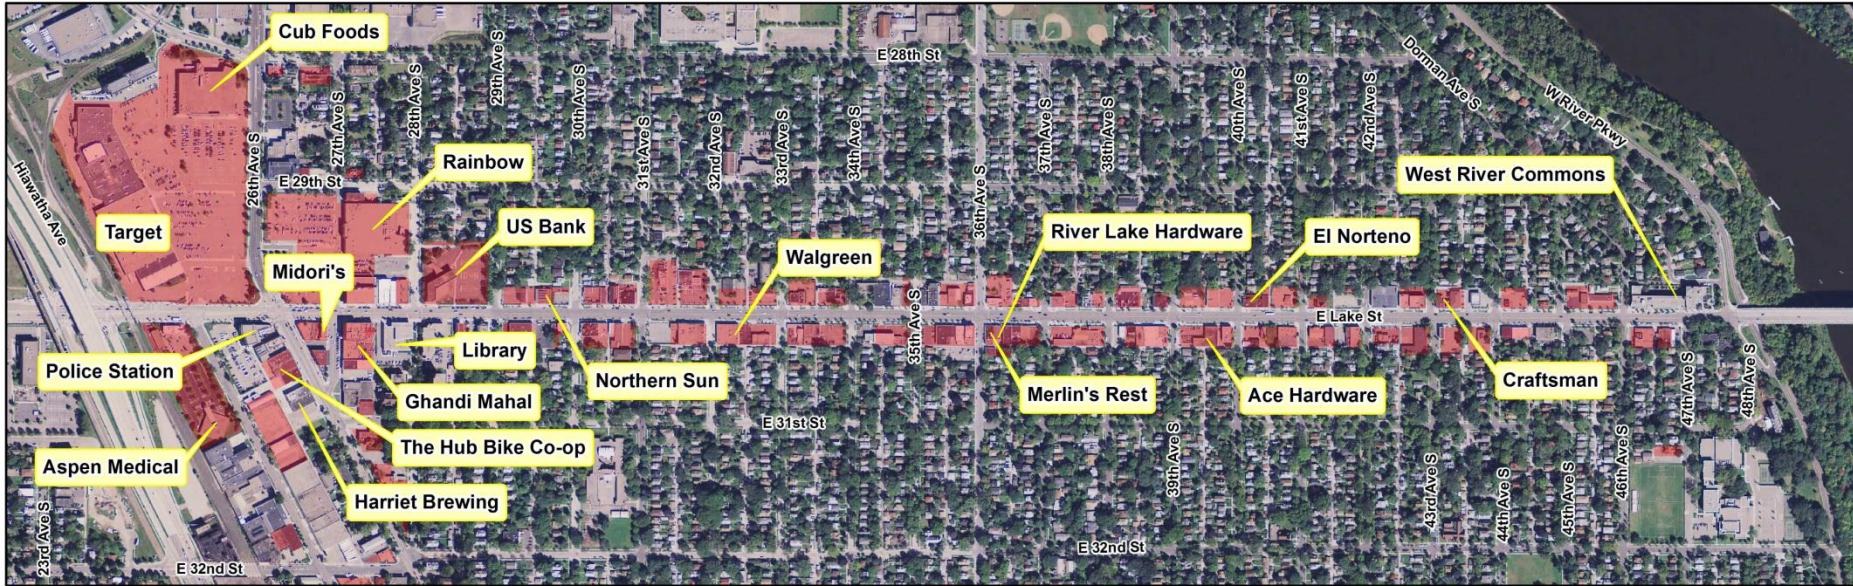 Cub Foods
E 28th St
29th Ave S
28th Ave S
30th Ave S
Dorman Ave S
W River Pkwy
27th Ave S
31st Ave S
32nd Ave S
33rd Ave S
34th Ave S
37th Ave S
38th Ave S
40th Ave S
41st Ave S
42nd Ave S
26th Ave S
E 29th St
Rainbow
36th Ave S
West River Commons
Hiawatha Ave
Target
US Bank
River Lake Hardware
El Norteno
Midori's
Walgreen
E Lake St
35th Ave S
Police Station
Library
Northern Sun
Ghandi Mahal
Merlin's Rest
Ace Hardware
Craftsman
47th Ave S
48th Ave S
E 31st St
The Hub Bike Co-op
Aspen Medical
Harriet Brewing
39th Ave S
43rd Ave S
44th Ave S
45th Ave S
46th Ave S
23rd Ave S
E 32nd St
E 32nd St